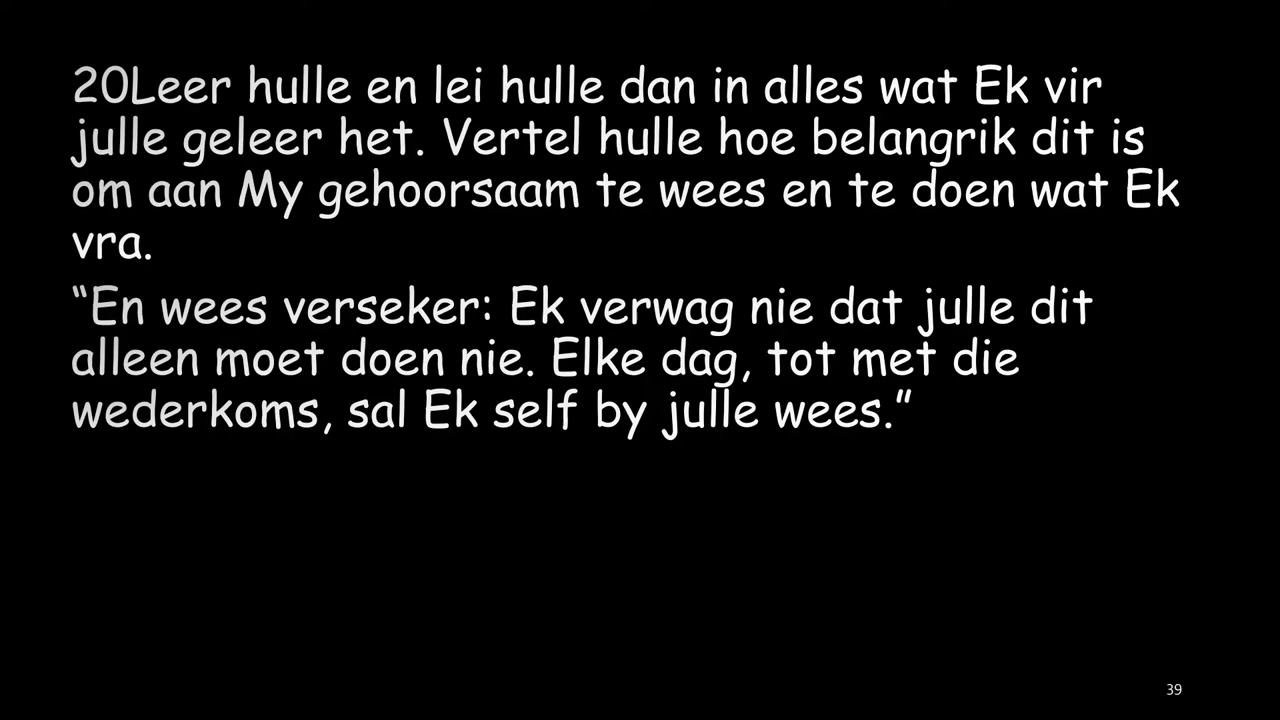 20Leer hulle en lei hulle dan in alles wat Ek vir
julle geleer het. Vertel hulle hoe belangrik dit is
om aan My gehoorsaam te wees en te doen wat Ek
vra.
“En wees verseker: Ek verwag nie dat julle dit
alleen moet doen nie. Elke dag, tot met die
wederkoms, sal Ek self by julle wees.”
39